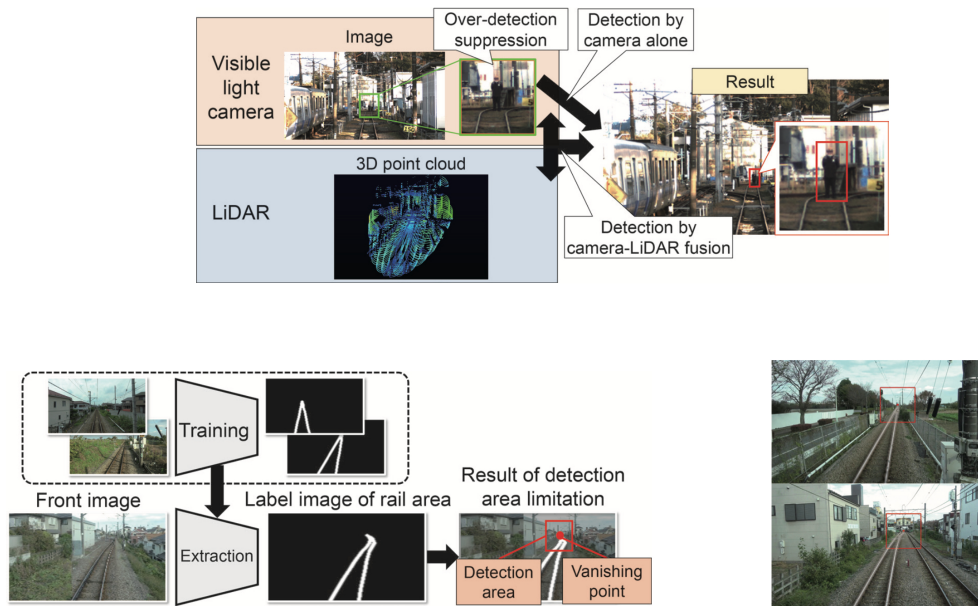 Over-detection
suppression
Detection by
camera alone
Image
Visible
light
camera
Result
3D point cloud
LiDAR
Detection by
camera-LiDAR fusion
Training
Front image
Label image of rail area
Result of detection
area limitation
Extraction
Detection
area
Vanishing
point